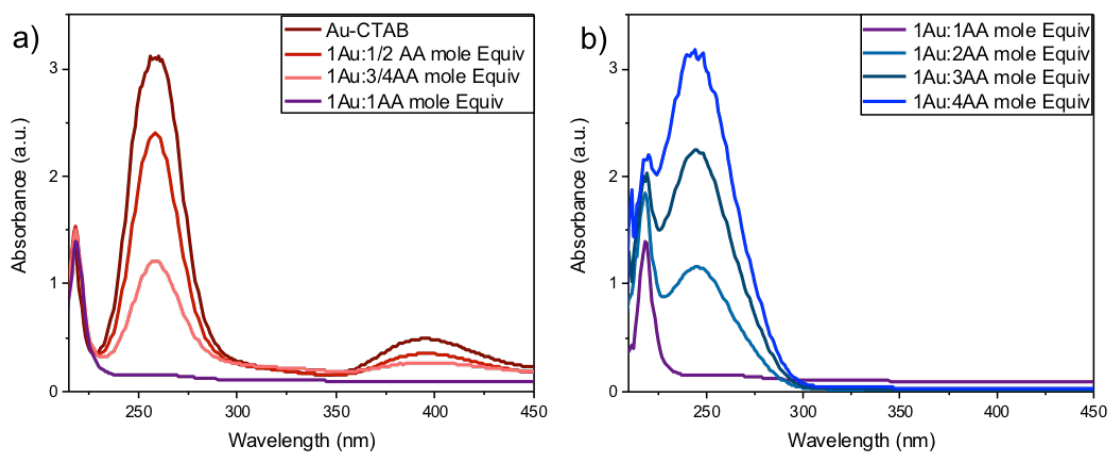 a)
Au-CTAB
1Au:1/2 AA mole Equiv
1Au:3/4AA mole Equiv
1Au:1AA mole Equiv
3
2
1
0
Absorbance (a.u.)
250
300
350
400
450
Wavelength (nm)
b)
1Au:1AA mole Equiv
1Au:2AA mole Equiv
1Au:3AA mole Equiv
1Au:4AA mole Equiv
3
2
1
0
Absorbance (a.u.)
250
300
350
400
450
Wavelength (nm)